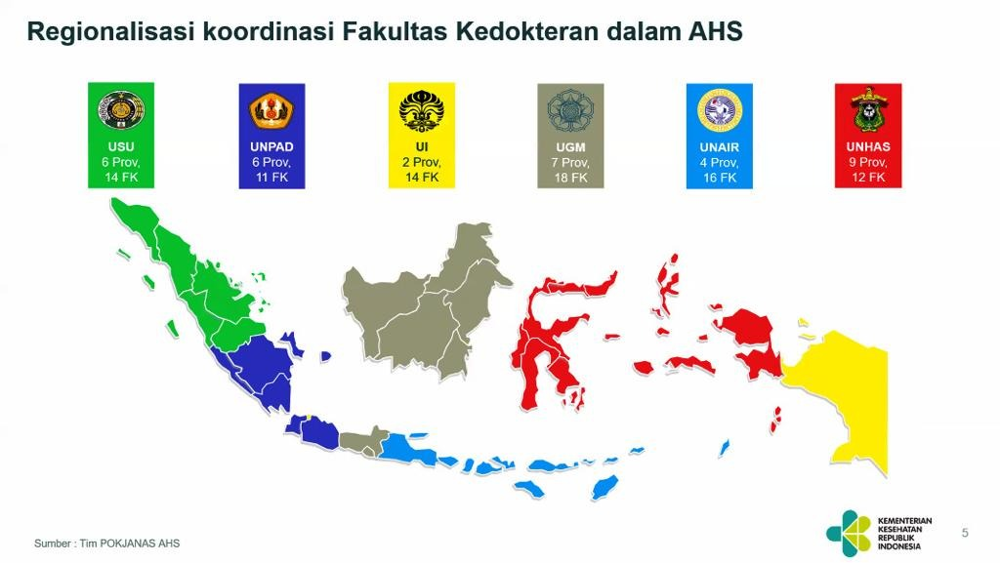 Regionalisasi koordinasi Fakultas Kedokteran dalam AHS
USU
6 Prov,
14 FK
UNPAD
6 Prov,
11 FK
UI
2 Prov,
14 FK
UGM
7 Prov,
18 FK
UNAIR
4 Prov,
16 FK
UNHAS
9 Prov,
12 FK
Sumber : Tim POKJANAS AHS
KEMENTERIAN
KESEHATAN
REPUBLIK
INDONESIA
5